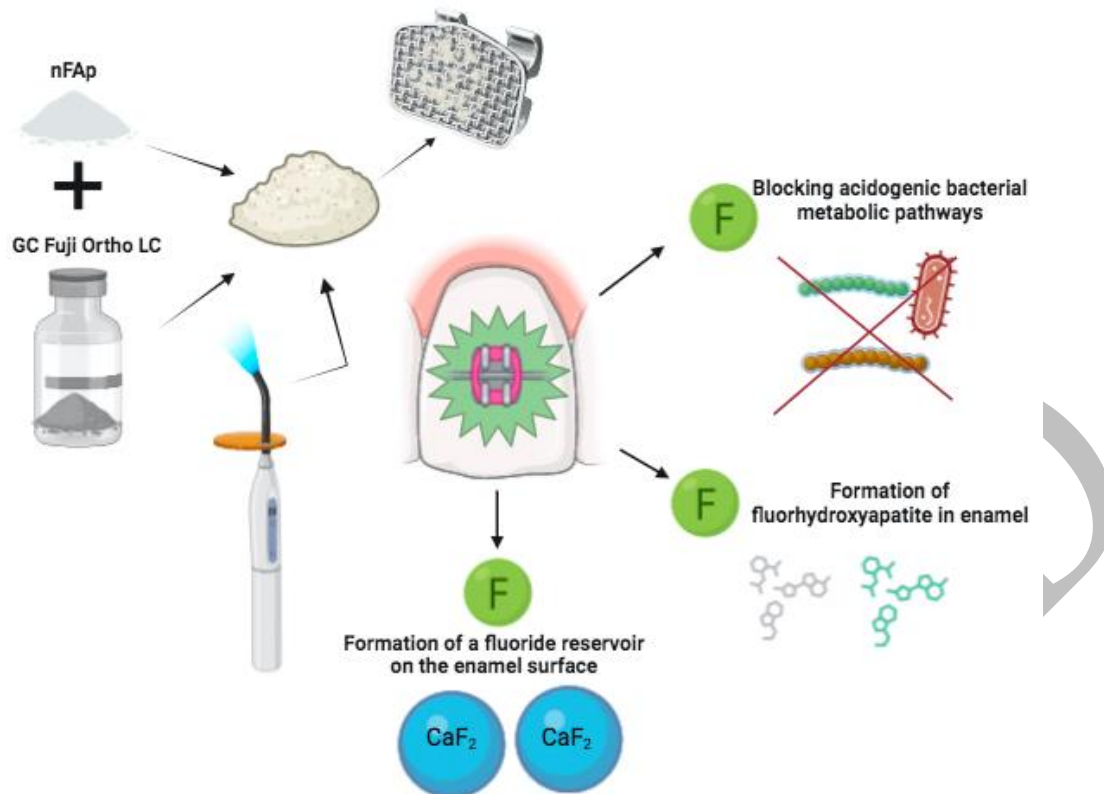 nFAp
+
GC Fuji Ortho LC
F
Blocking acidogenic bacterial
metabolic pathways
F
Formation of
fluorhydroxyapatite in enamel
F
Formation of a fluoride reservoir
on the enamel surface
CaF₂
CaF₂